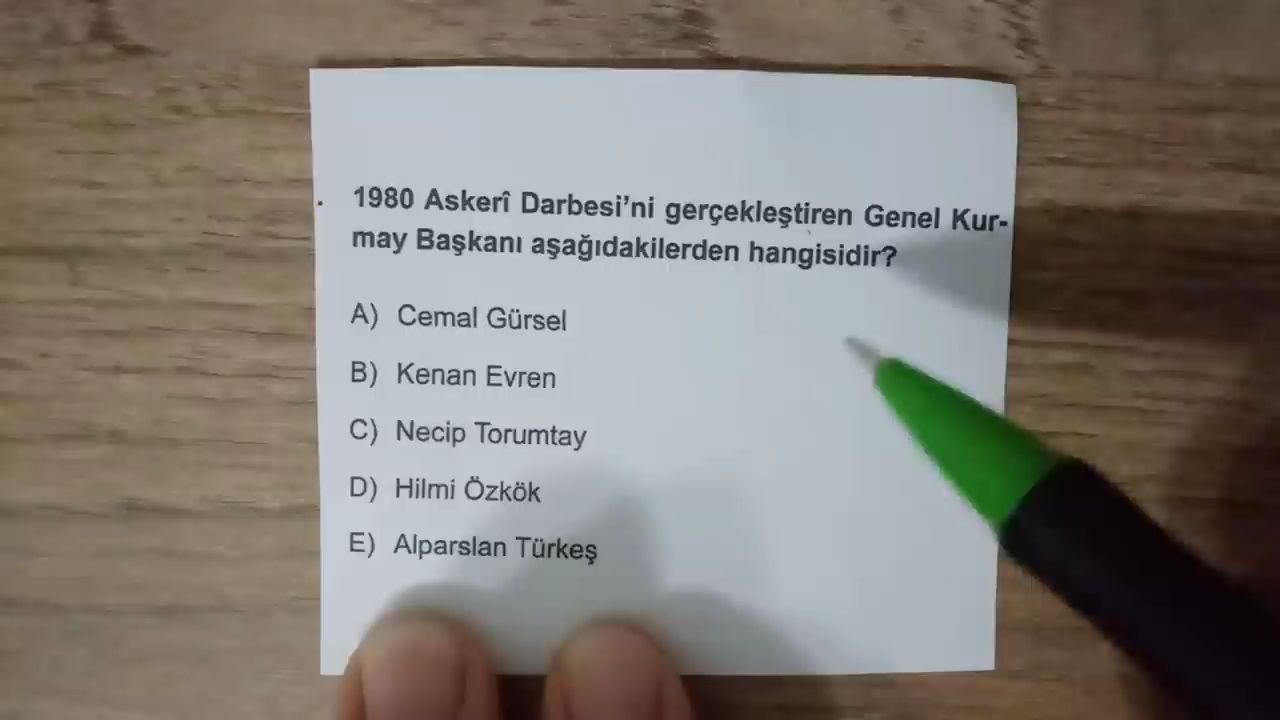 1980 Askerî Darbesi'ni gerçekleştiren Genel Kur-
may Başkanı aşağıdakilerden hangisidir?
A) Cemal Gürsel
B) Kenan Evren
C) Necip Torumtay
D) Hilmi Özkök
E) Alparslan Türkeş